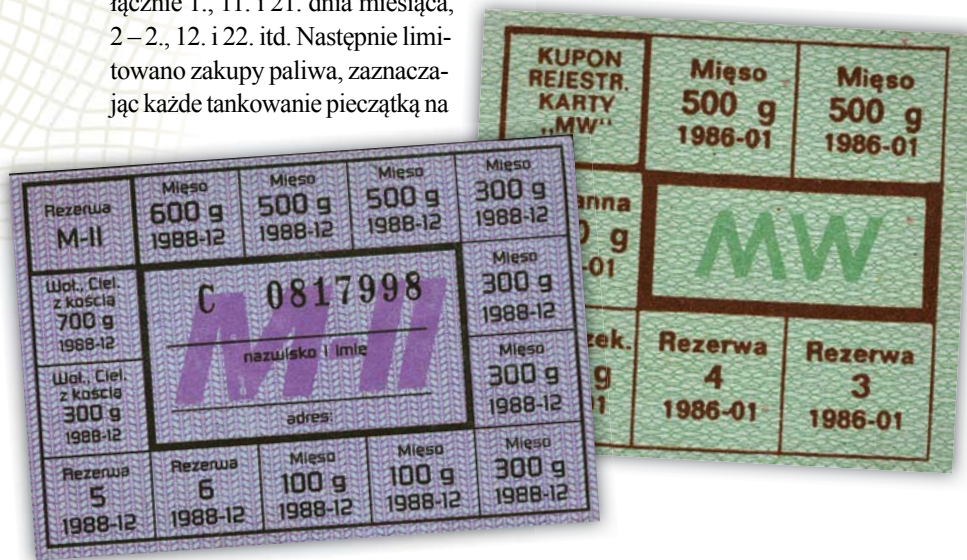 łącznie 1., 11. i 21. dnia miesiąca,
2 – 2., 12. i 22. itd. Następnie limi-
towano zakupy paliwa, zaznacza-
jąc każde tankowanie pieczątką na
KUPON
REJESTR.
KARTY
„MW“
Mięso
500 g
1986-01
Mięso
500 g
1986-01
anna
g
-01
MW
zek.
g
Rezerwa
4
1986-01
Rezerwa
3
1986-01
Rezerwa
M-II
Mięso
600 g
1988-12
Mięso
500 g
1988-12
Mięso
500 g
1988-12
Mięso
300 g
1988-12
Woł., Ciel.
z kością
700 g
1988-12
C 0817998
M II
nazwisko i imię
adres:
Mięso
300 g
1988-12
Woł., Ciel.
z kością
300 g
1988-12
Mięso
300 g
1988-12
Rezerwa
5
1988-12
Rezerwa
6
1988-12
Mięso
100 g
1988-12
Mięso
100 g
1988-12
Mięso
300 g
1988-12